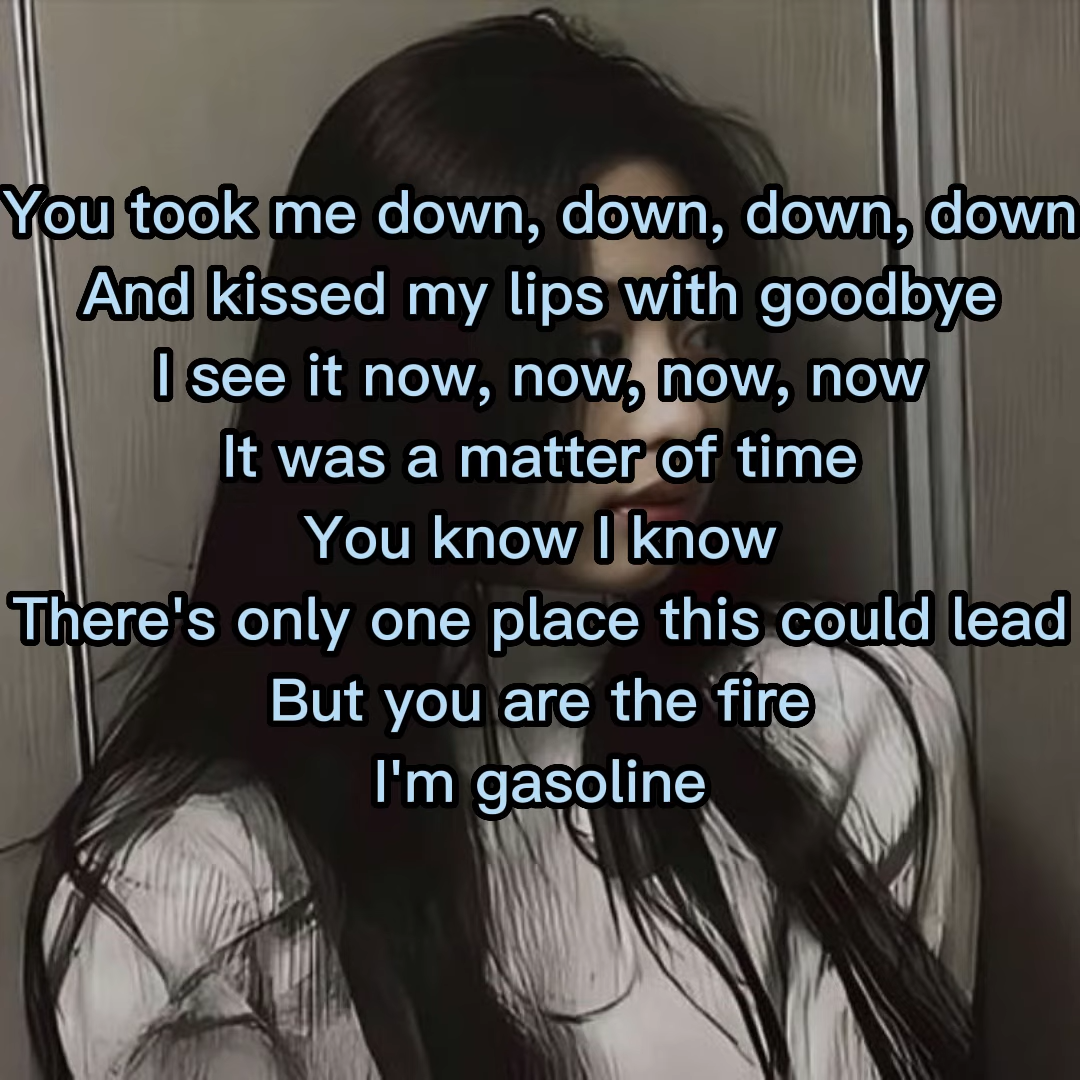 You took me down, down, down, down
And kissed my lips with goodbye
I see it now, now, now, now
It was a matter of time
You know I know
There's only one place this could lead
But you are the fire
I'm gasoline